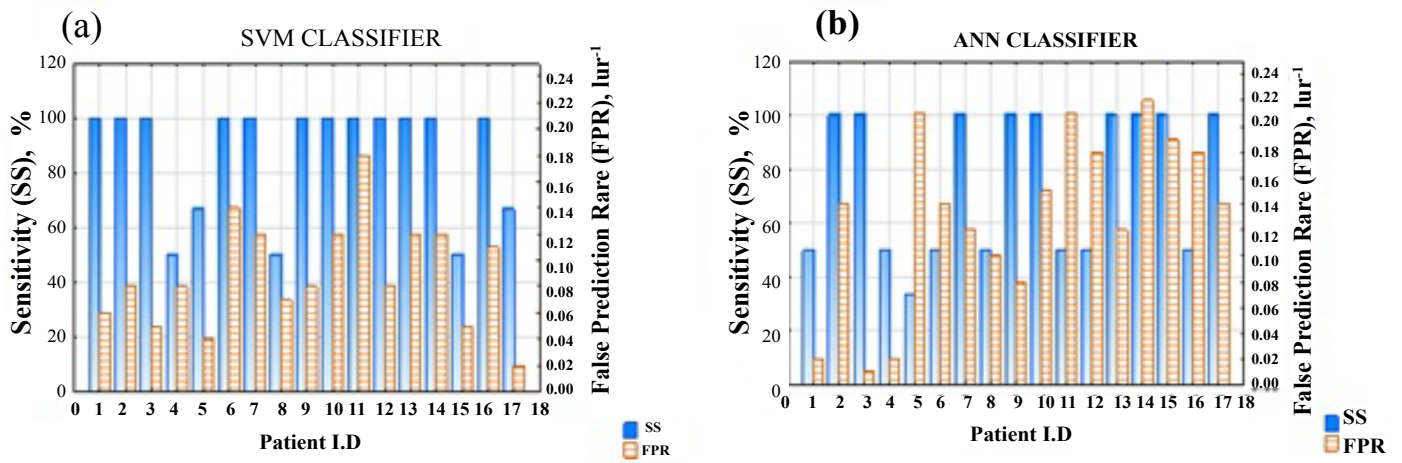 (a)
SVM CLASSIFIER
Sensitivity (SS), %
120
100
80
60
40
20
0
0 1 2 3 4 5 6 7 8 9 10 11 12 13 14 15 16 17 18
Patient I.D
0.24
0.22
0.20
0.18
0.16
0.14
0.12
0.10
0.08
0.06
0.04
0.02
0.00
False Prediction Rare (FPR), lur-1
SS
FPR
(b)
ANN CLASSIFIER
Sensitivity (SS), %
120
100
80
60
40
20
0
0 1 2 3 4 5 6 7 8 9 10 11 12 13 14 15 16 17 18
Patient I.D
0.24
0.22
0.20
0.18
0.16
0.14
0.12
0.10
0.08
0.06
0.04
0.02
0.00
False Prediction Rare (FPR), lur-1
SS
FPR